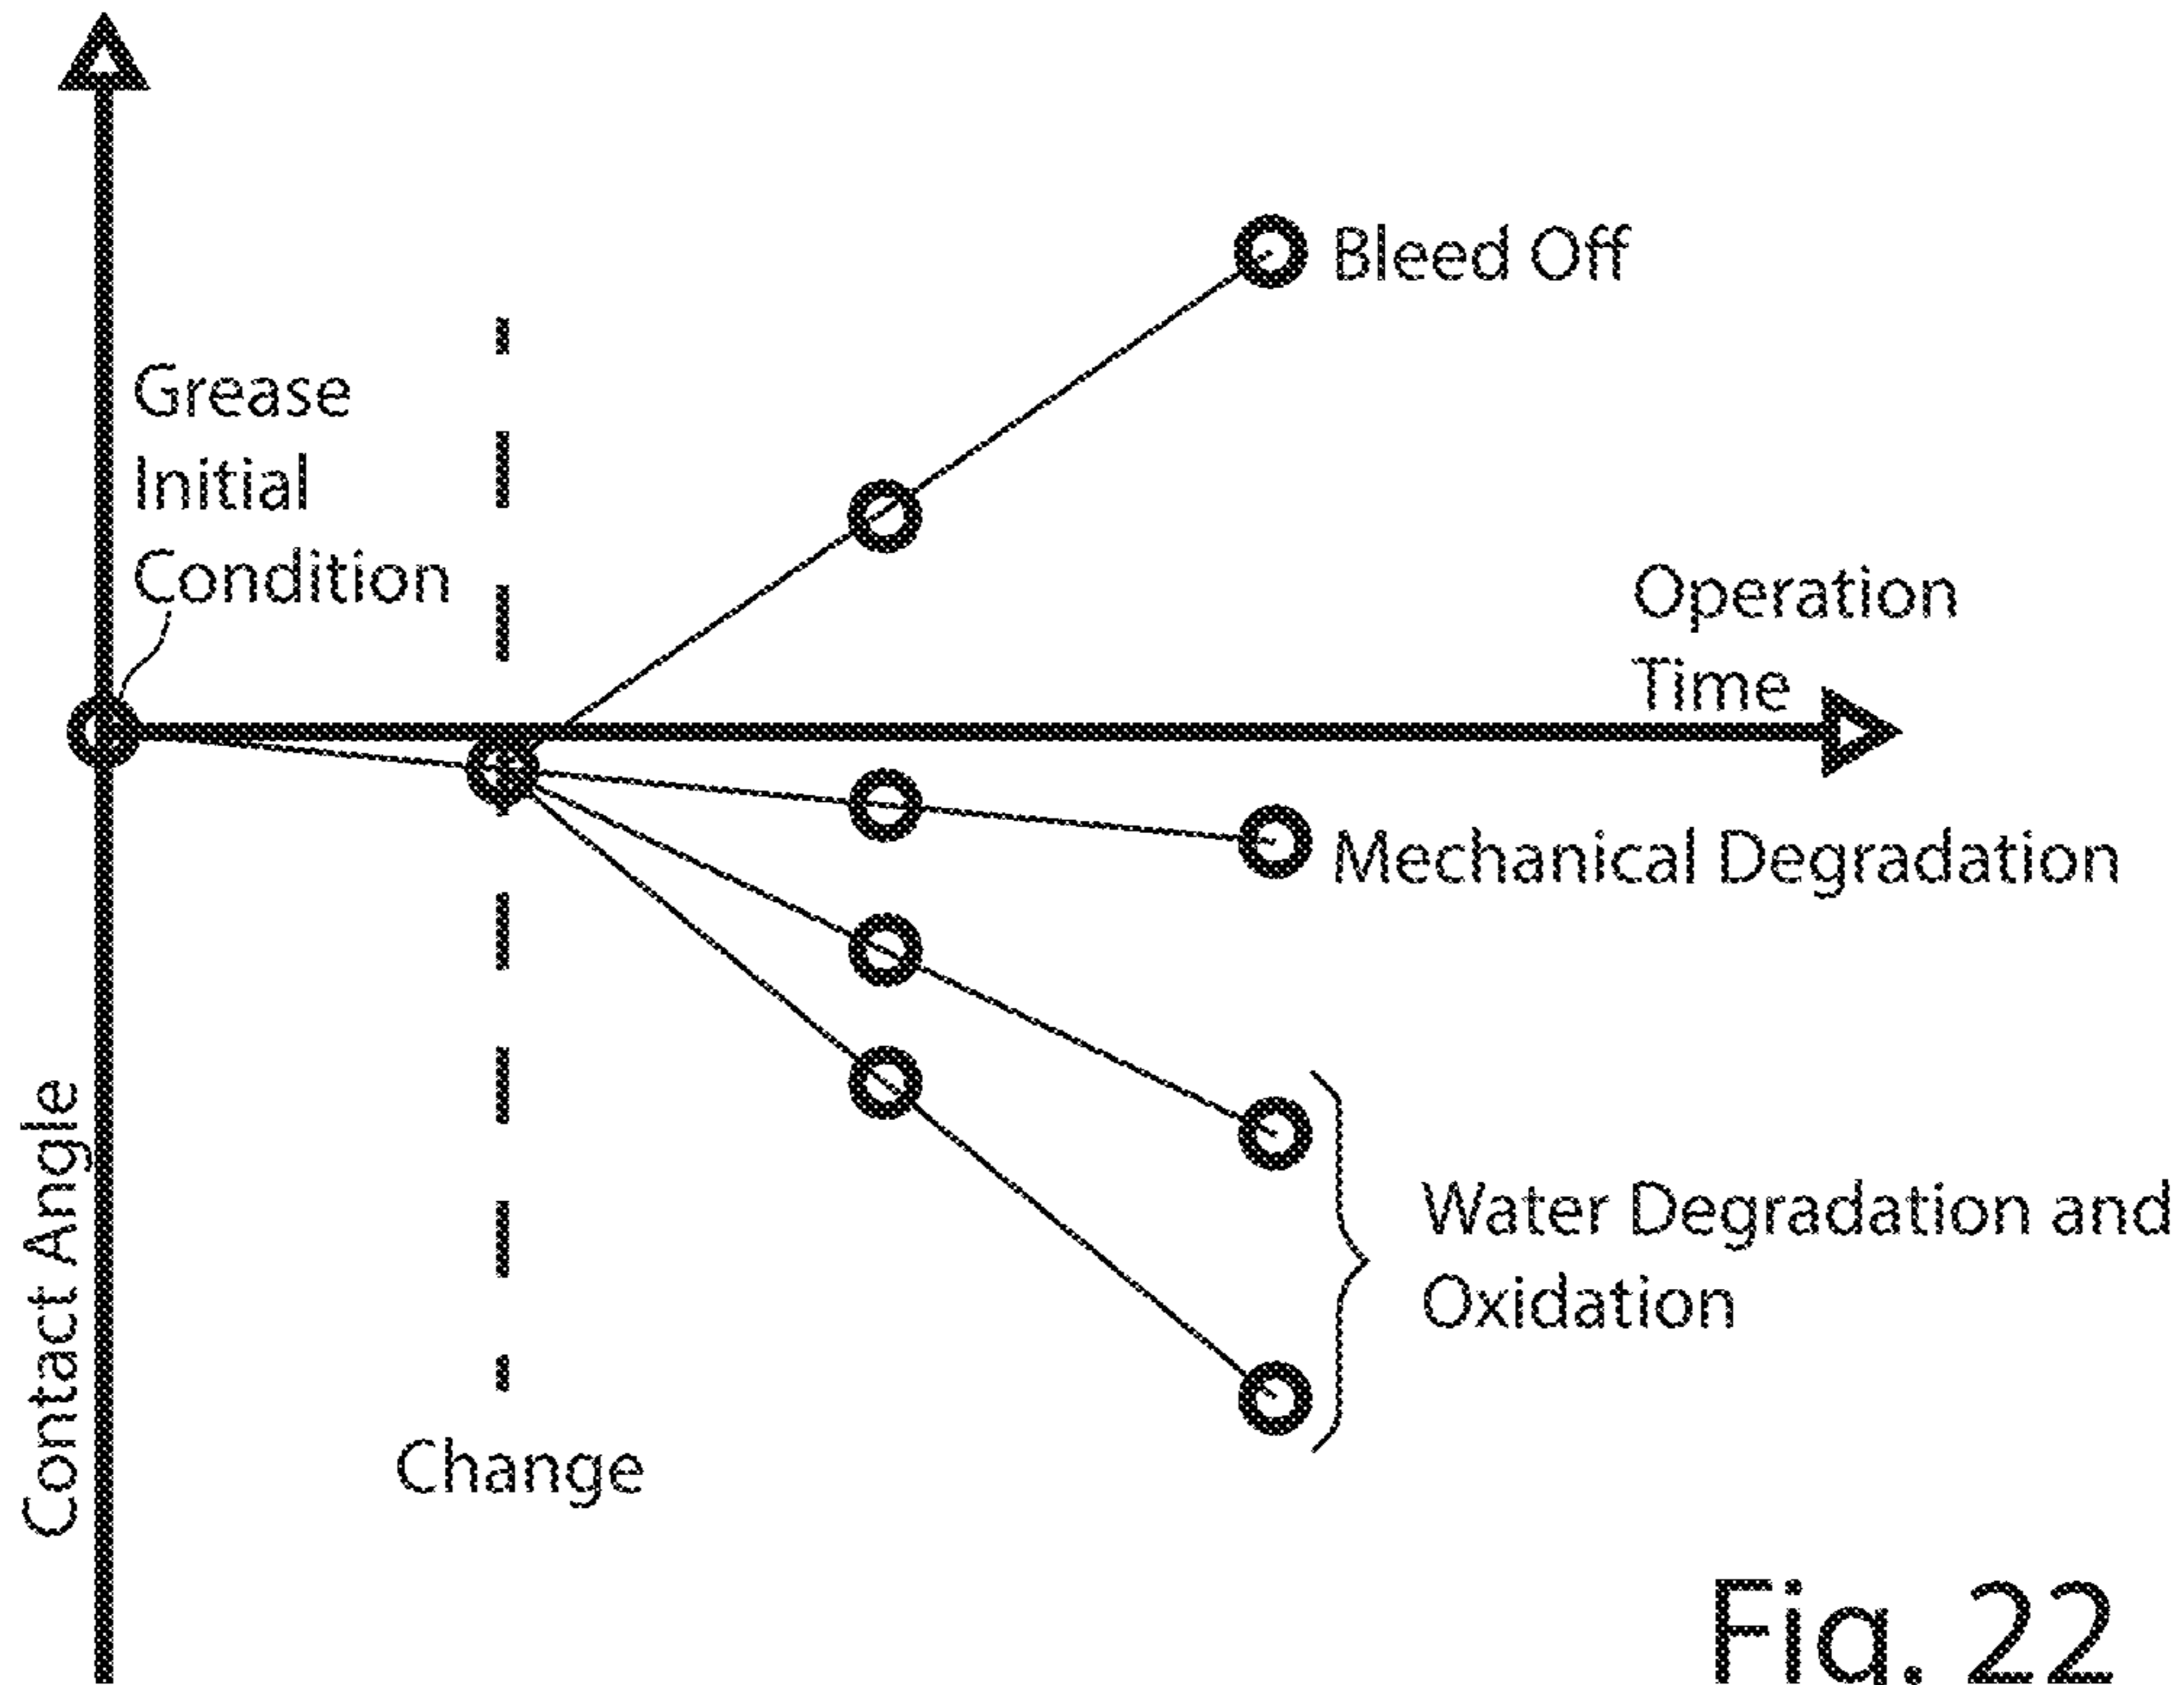 Bleed Off
Grease
Initial
Condition
Operation
Time
Mechanical Degradation
Water Degradation and
Oxidation
Contact Angle
Change
Fig. 22